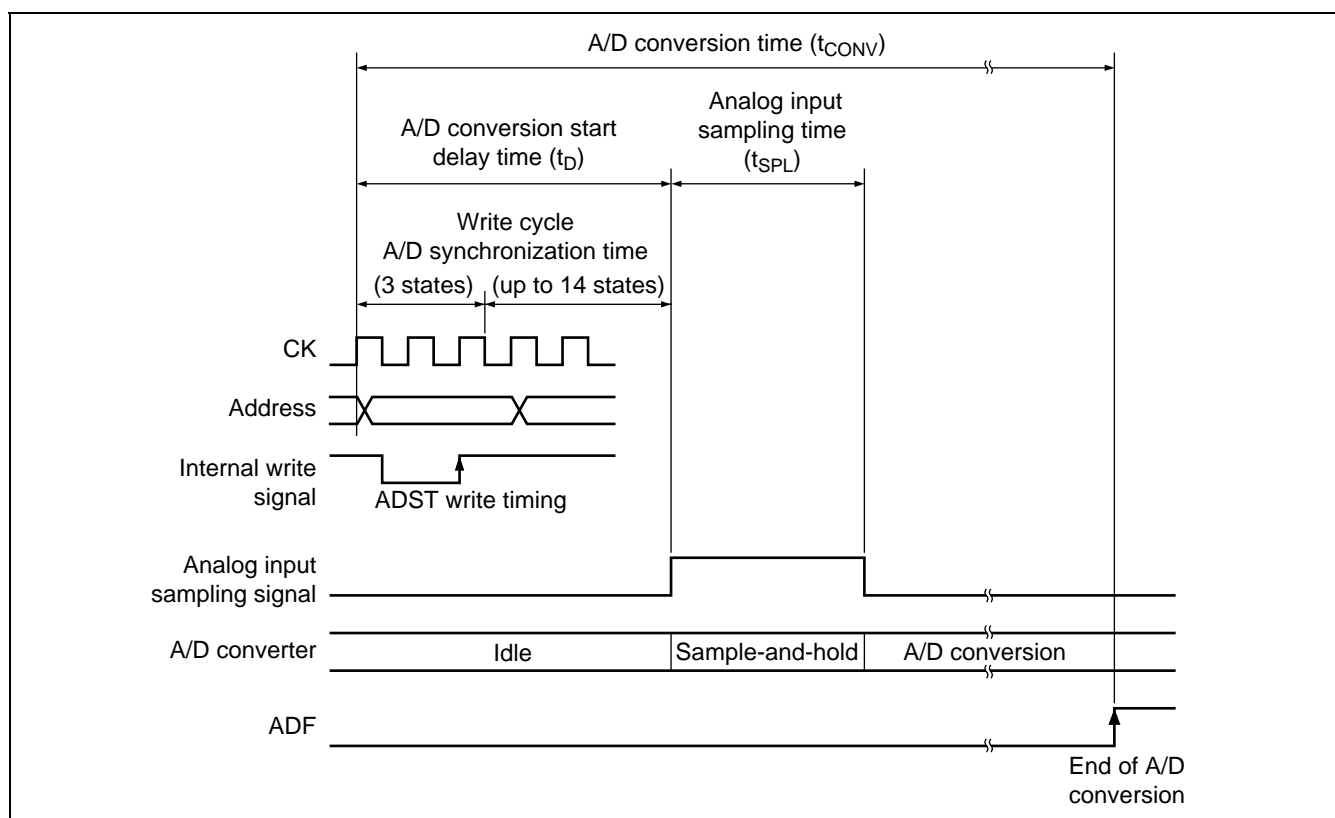 A/D conversion time (tCONV)
Analog input
sampling time
(tSPL)
A/D conversion start
delay time (tD)
Write cycle
A/D synchronization time
(3 states) (up to 14 states)
CK
Address
Internal write
signal
ADST write timing
Analog input
sampling signal
A/D converter
Idle
Sample-and-hold
A/D conversion
ADF
End of A/D
conversion